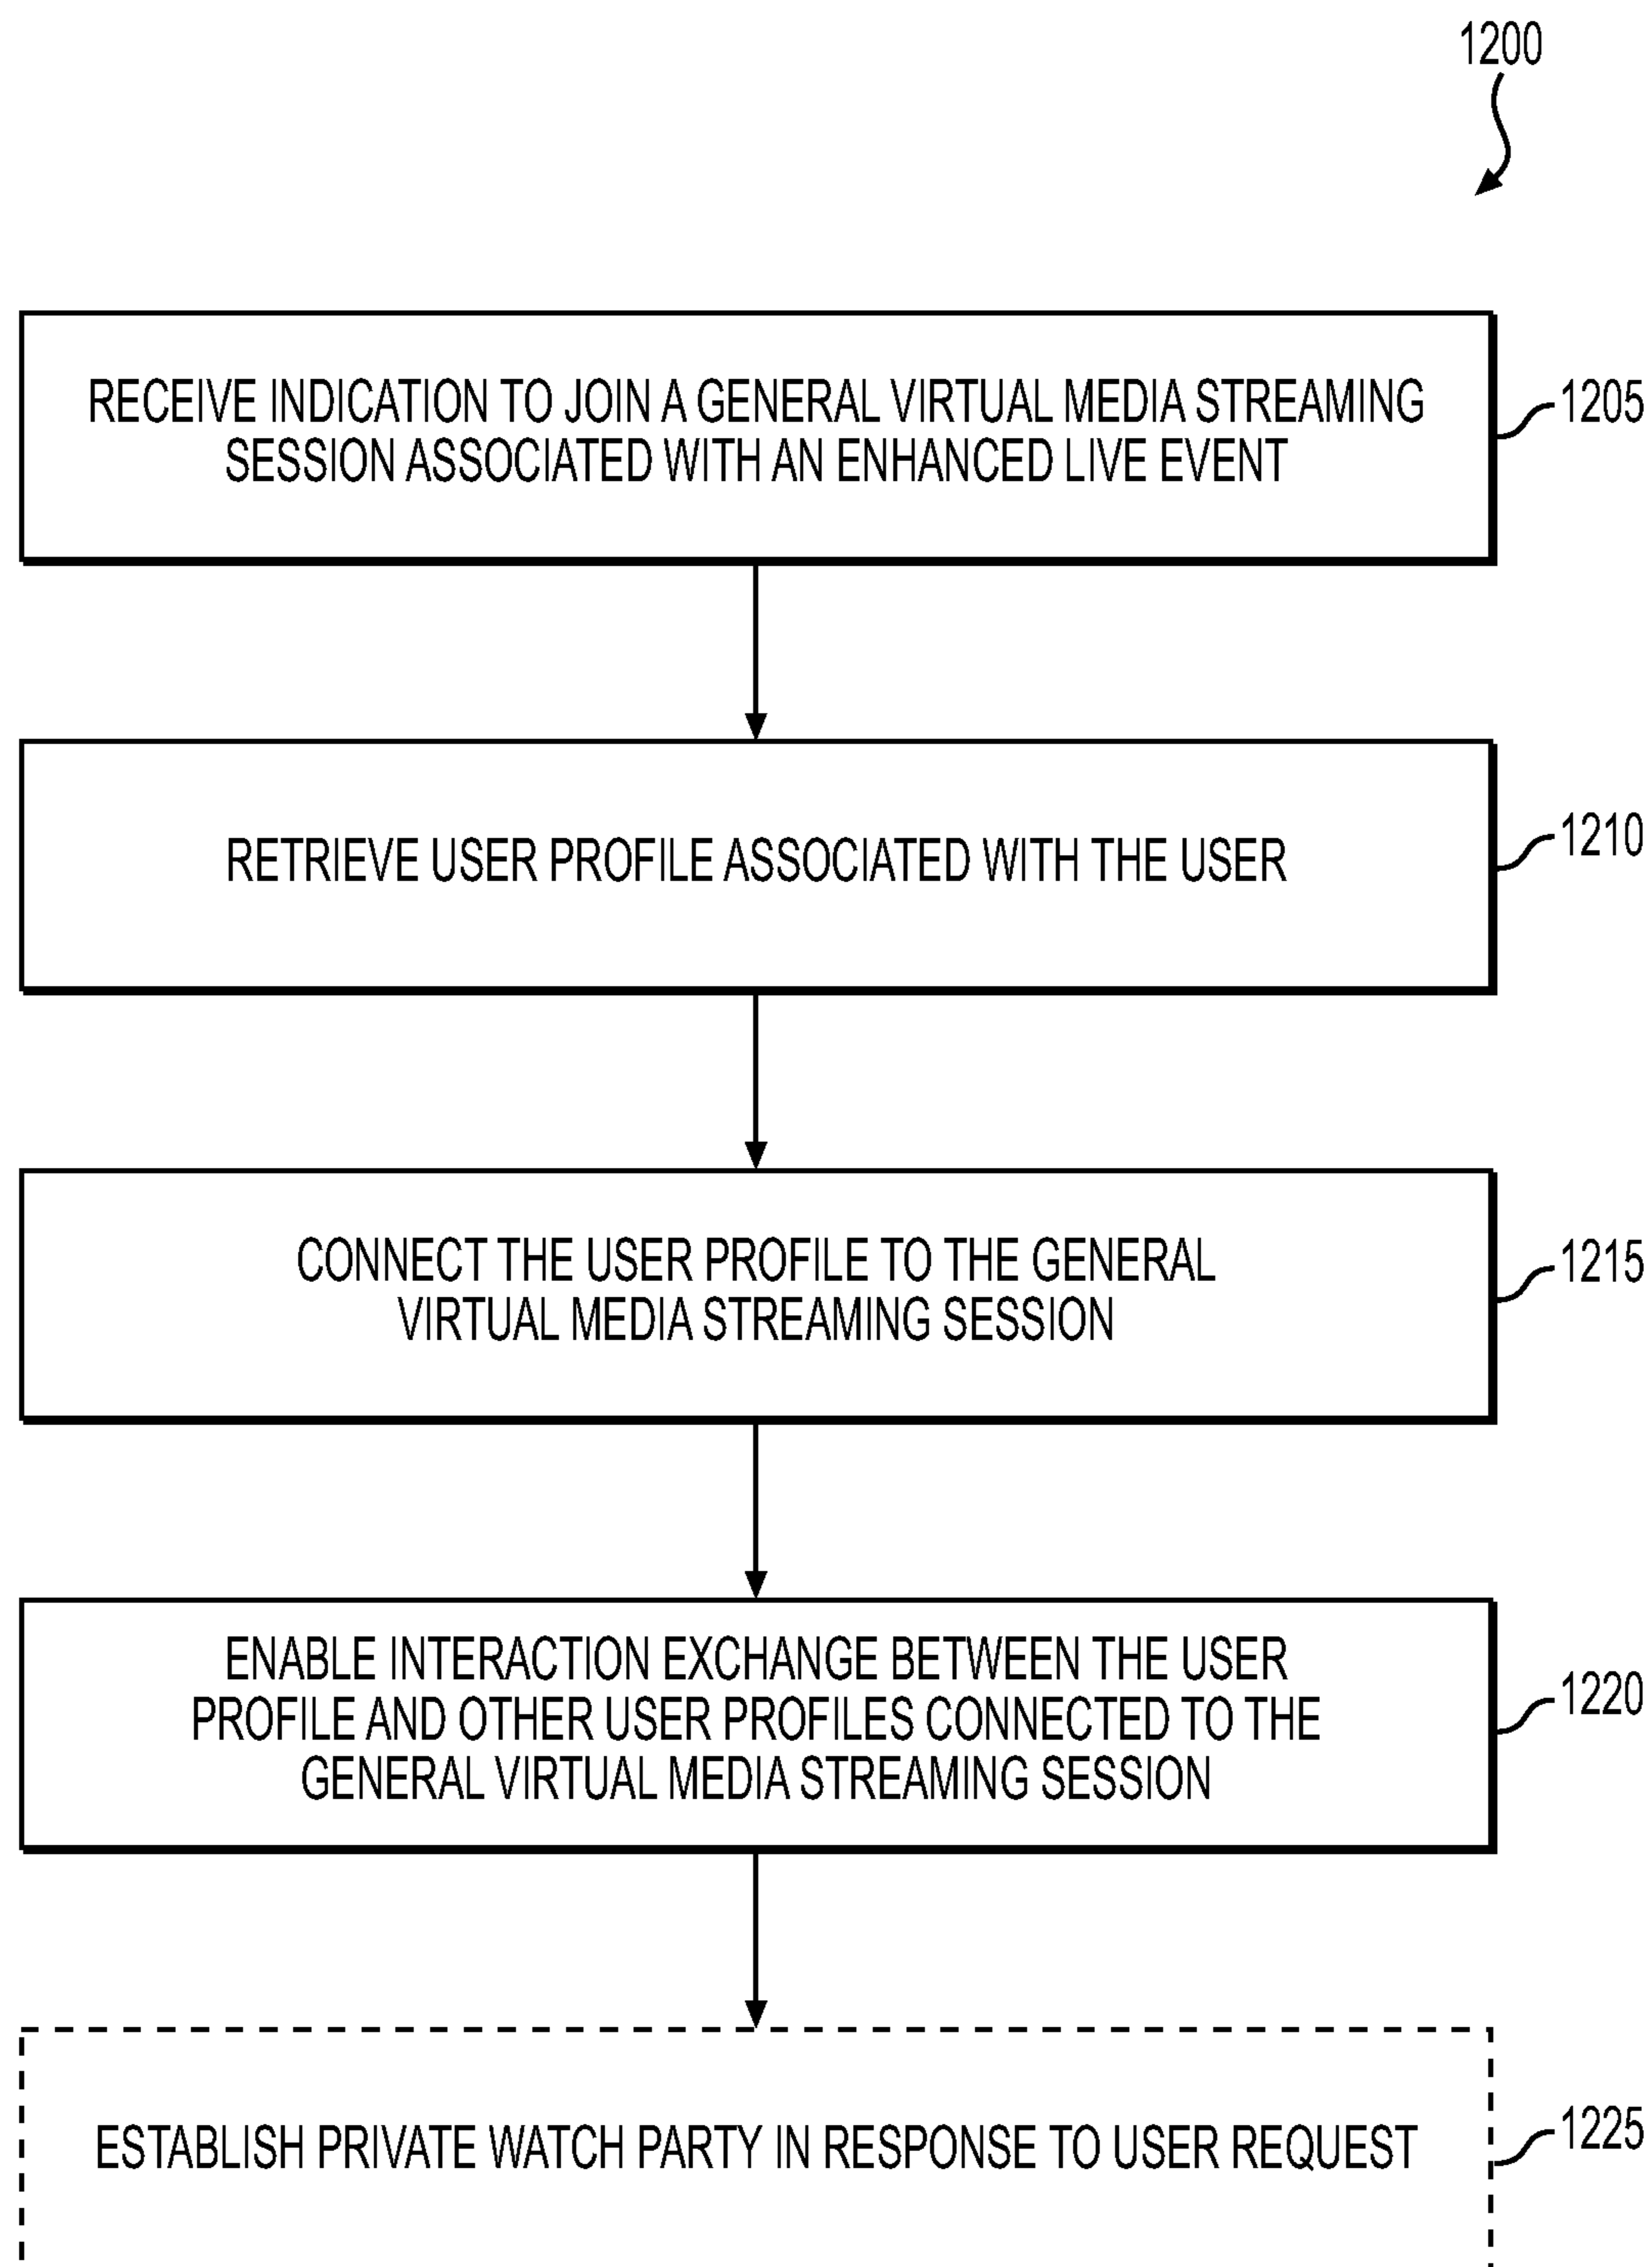 1200
RECEIVE INDICATION TO JOIN A GENERAL VIRTUAL MEDIA STREAMING
SESSION ASSOCIATED WITH AN ENHANCED LIVE EVENT
1205
RETRIEVE USER PROFILE ASSOCIATED WITH THE USER
1210
CONNECT THE USER PROFILE TO THE GENERAL
VIRTUAL MEDIA STREAMING SESSION
1215
ENABLE INTERACTION EXCHANGE BETWEEN THE USER
PROFILE AND OTHER USER PROFILES CONNECTED TO THE
GENERAL VIRTUAL MEDIA STREAMING SESSION
1220
ESTABLISH PRIVATE WATCH PARTY IN RESPONSE TO USER REQUEST
1225